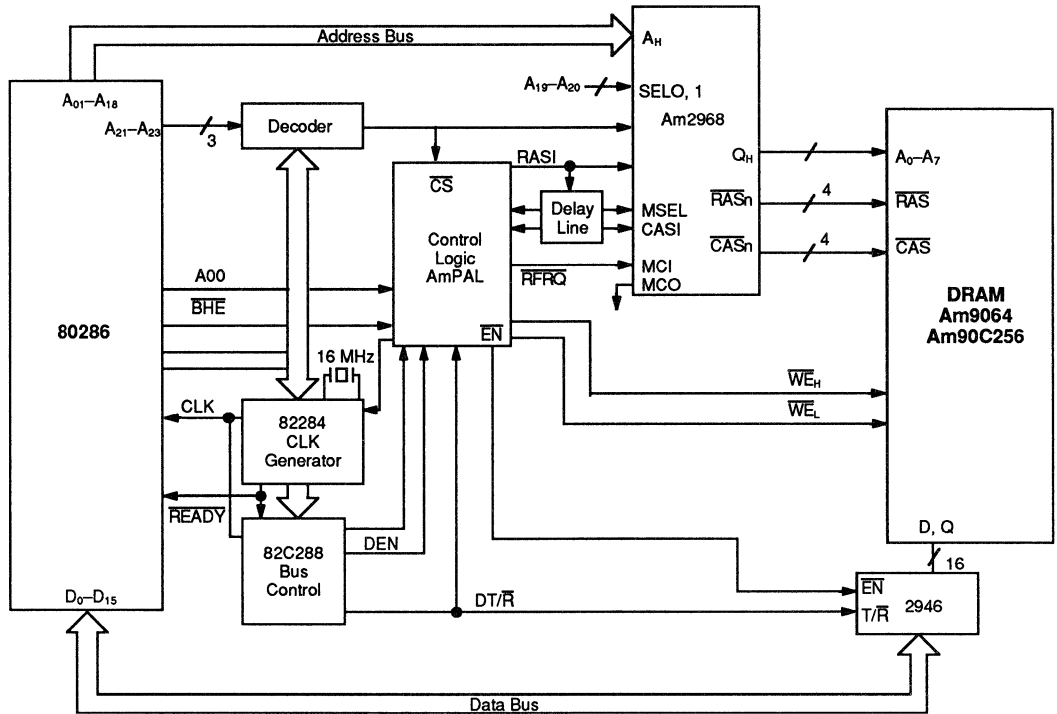 Address Bus
A01–A18
A21–A23
3
Decoder
A19–A20
AH
SELO, 1
Am2968
QH
RASn
4
CASn
4
MSEL
CASI
MCI
MCO
RASI
Delay
Line
CS
Control
Logic
AmPAL
RFRQ
EN
A0–A7
RAS
CAS
DRAM
Am9064
Am90C256
WEH
WEL
D, Q
16
80286
A00
BHE
16 MHz
CLK
82284
CLK
Generator
READY
82C288
Bus
Control
DEN
DT/R
EN
T/R
2946
D0–D15
Data Bus